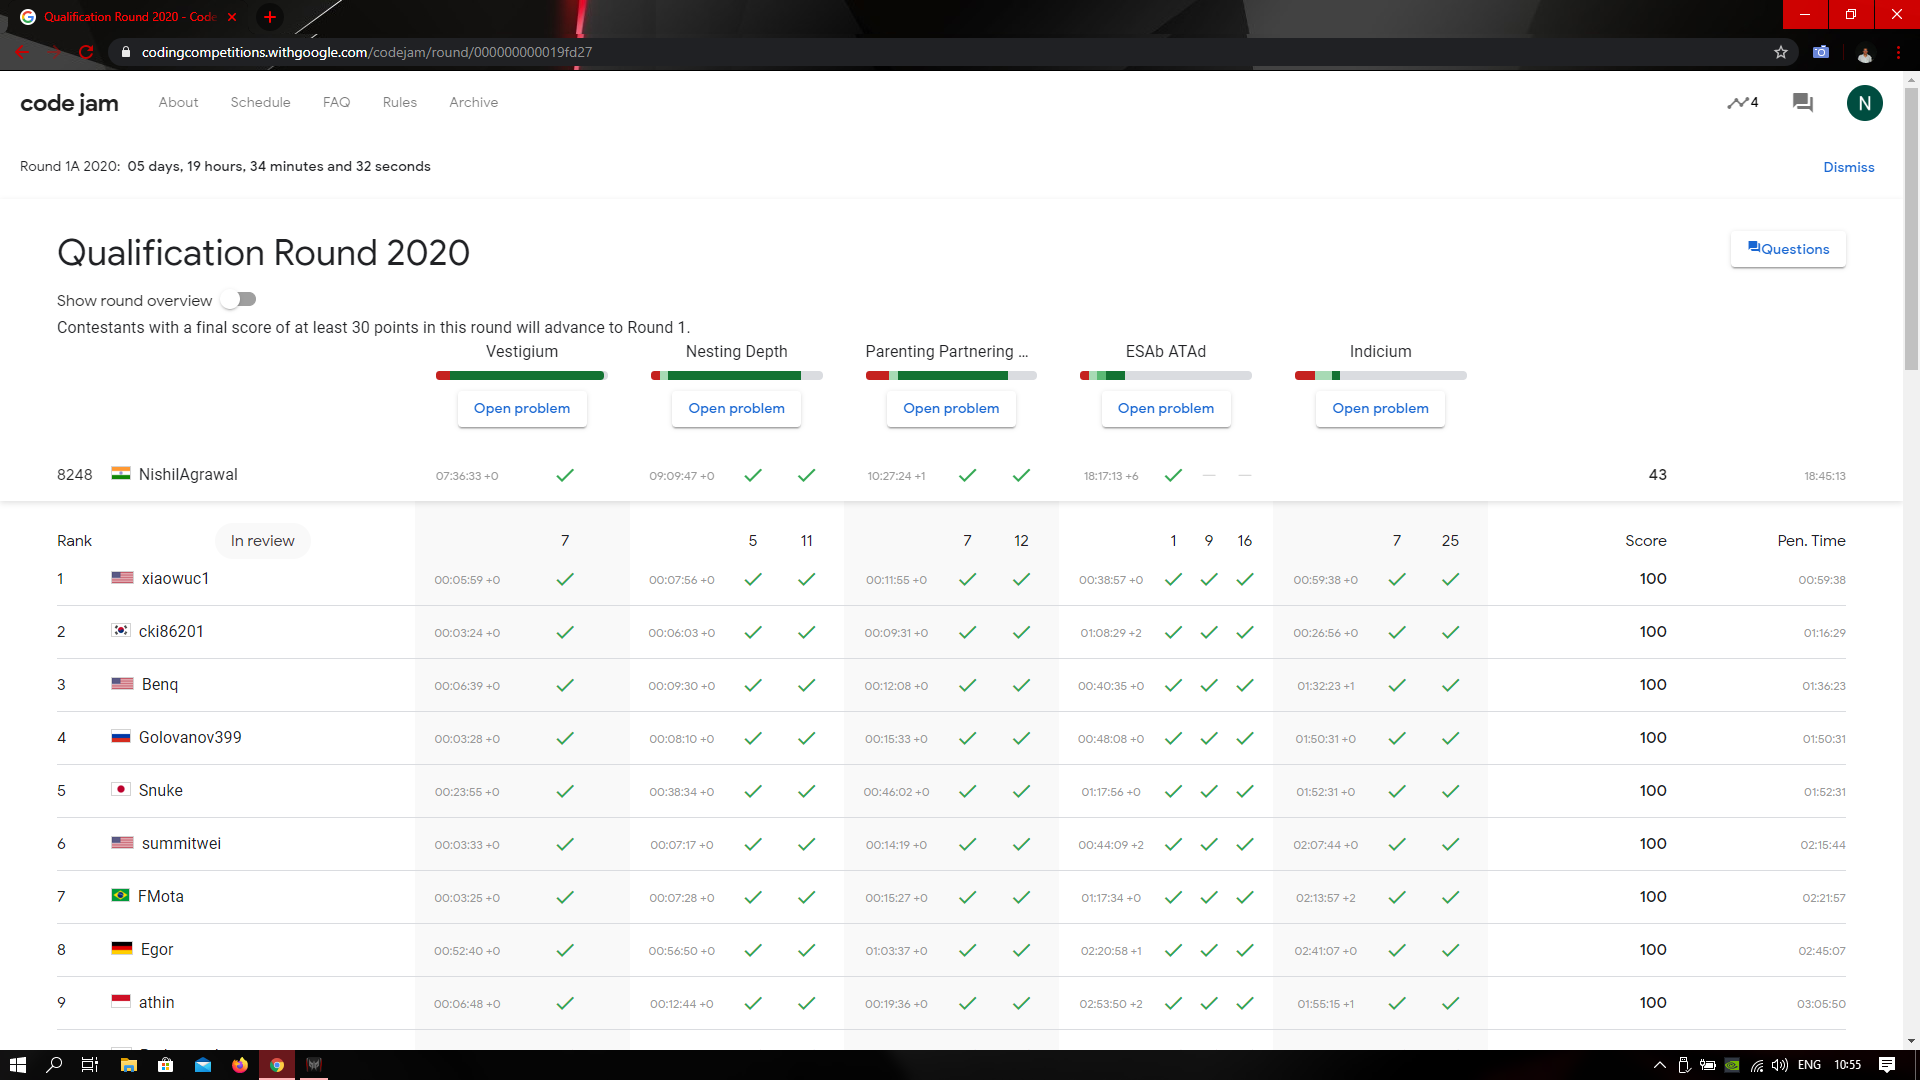 Qualification Round 2020 - Code
codingcompetitions.withgoogle.com/codejam/round/000000000019fd27
code jam About Schedule FAQ Rules Archive 4 N
Round 1A 2020: 05 days, 19 hours, 34 minutes and 32 seconds Dismiss
Qualification Round 2020 Questions
Show round overview
Contestants with a final score of at least 30 points in this round will advance to Round 1.
Vestigium Nesting Depth Parenting Partnering ... ESAb ATAd Indicium
Open problem Open problem Open problem Open problem Open problem
8248 NishilAgrawal 07:36:33 +0 09:09:47 +0 10:27:24 +1 18:17:13 +6 43 18:45:13
Rank In review 7 5 11 7 12 1 9 16 7 25 Score Pen. Time
1 xiaowuc1 00:05:59 +0 00:07:56 +0 00:11:55 +0 00:38:57 +0 00:59:38 +0 100 00:59:38
2 cki86201 00:03:24 +0 00:06:03 +0 00:09:31 +0 01:08:29 +2 00:26:56 +0 100 01:16:29
3 Benq 00:06:39 +0 00:09:30 +0 00:12:08 +0 00:40:35 +0 01:32:23 +1 100 01:36:23
4 Golovanov399 00:03:28 +0 00:08:10 +0 00:15:33 +0 00:48:08 +0 01:50:31 +0 100 01:50:31
5 Snuke 00:23:55 +0 00:38:34 +0 00:46:02 +0 01:17:56 +0 01:52:31 +0 100 01:52:31
6 summitwei 00:03:33 +0 00:07:17 +0 00:14:19 +0 00:44:09 +2 02:07:44 +0 100 02:15:44
7 FMota 00:03:25 +0 00:07:28 +0 00:15:27 +0 01:17:34 +0 02:13:57 +2 100 02:21:57
8 Egor 00:52:40 +0 00:56:50 +0 01:03:37 +0 02:20:58 +1 02:41:07 +0 100 02:45:07
9 athin 00:06:48 +0 00:12:44 +0 00:19:36 +0 02:53:50 +2 01:55:15 +1 100 03:05:50
ENG 10:55